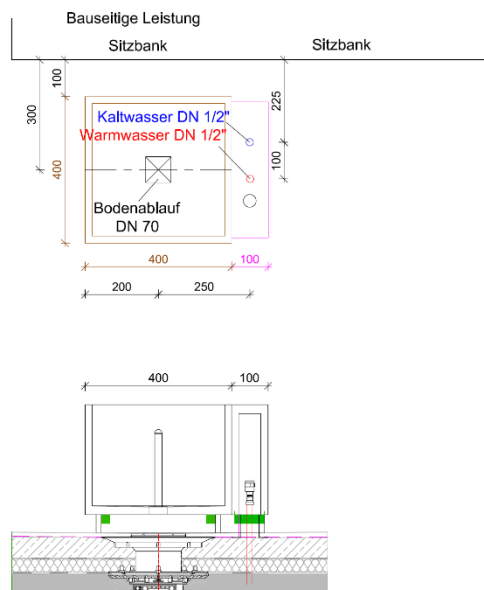 Bauseitige Leistung
Sitzbank
Sitzbank
100
300
225
Kaltwasser DN 1/2"
Warmwasser DN 1/2"
100
400
Bodenablauf
DN 70
400
100
200
250
400
100